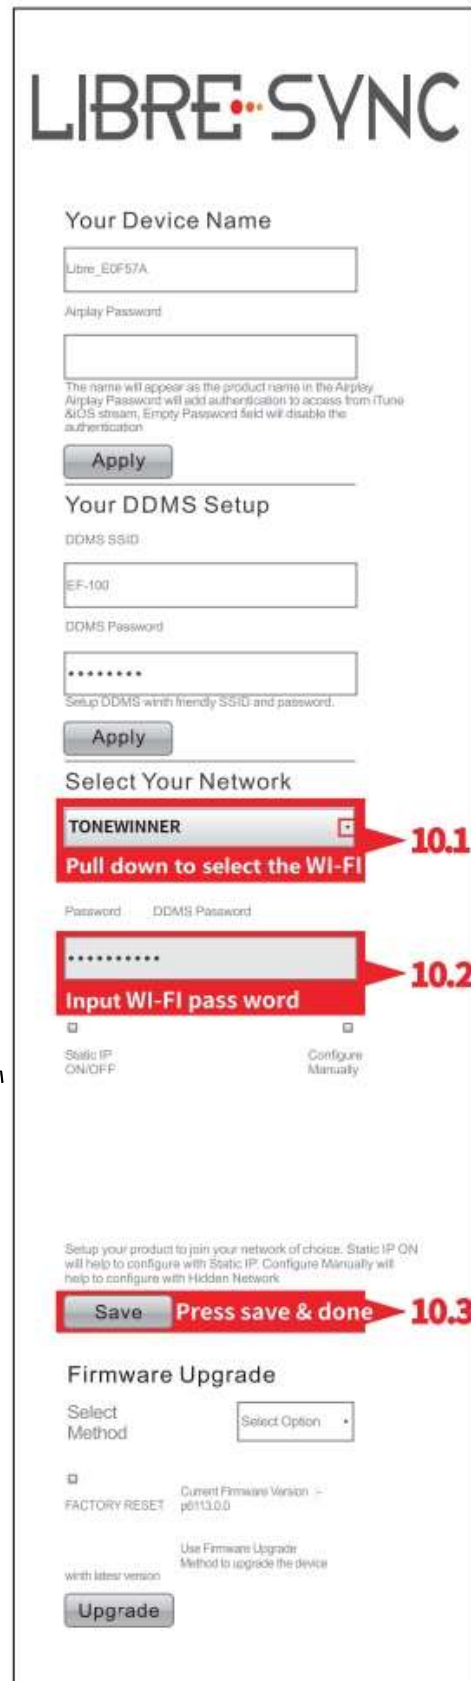 LIBRE SYNC
Your Device Name
Libre_E0F57A
Airplay Password
The name will appear as the product name in the Airplay
Airplay Password will add authentication to access from iTune
&iOS stream, Empty Password field will disable the
authentication
Apply
Your DDMS Setup
DDMS SSID
EF-100
DDMS Password
••••••••
Setup DDMS winth friendly SSID and password.
Apply
Select Your Network
TONEWINNER
10.1
Pull down to select the WI-FI
Password DDMS Password
••••••••••
10.2
Input WI-FI pass word
Static IP Configure
ON/OFF Manually
Setup your product to join your network of choice. Static IP ON
will help to configure with Static IP. Configure Manually will
help to configure with Hidden Network
Save Press save & done 10.3
Firmware Upgrade
Select
Method
Select Option
FACTORY RESET
Current Firmware Version -
p6113.0.0
Use Firmware Upgrade
Method to upgrade the device
winth latesr version
Upgrade